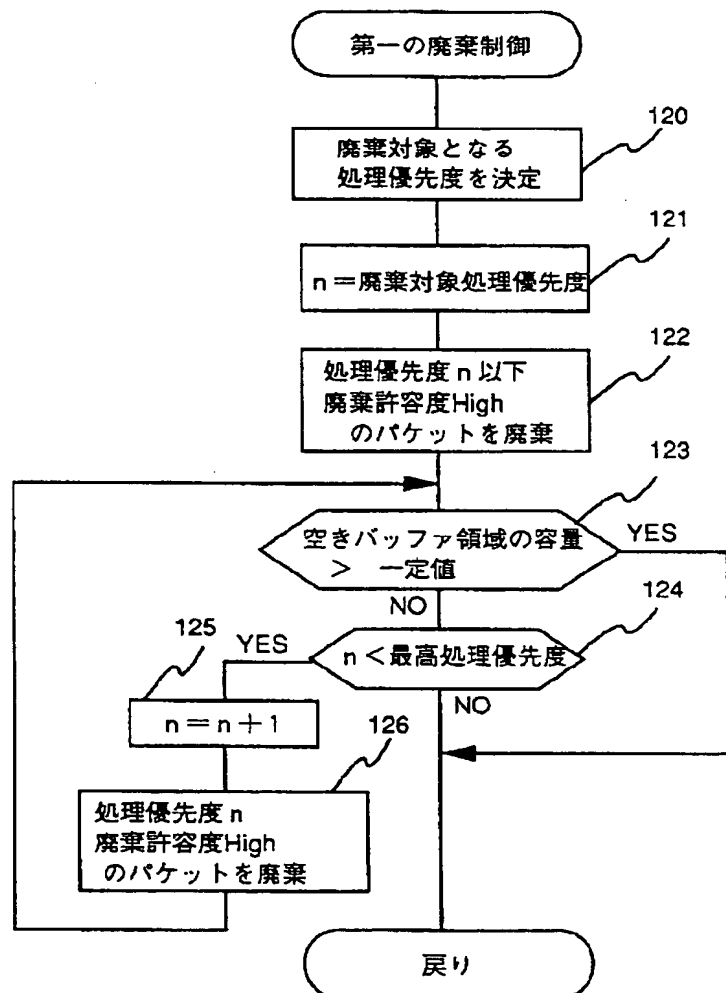 第一の廃棄制御
120
廃棄対象となる
処理優先度を決定
121
n＝廃棄対象処理優先度
122
処理優先度 n 以下
廃棄許容度High
のパケットを廃棄
123
空きバッファ領域の容量
＞ 一定値
YES
NO
124
n＜最高処理優先度
YES
NO
125
n＝n＋1
126
処理優先度 n
廃棄許容度High
のパケットを廃棄
戻り